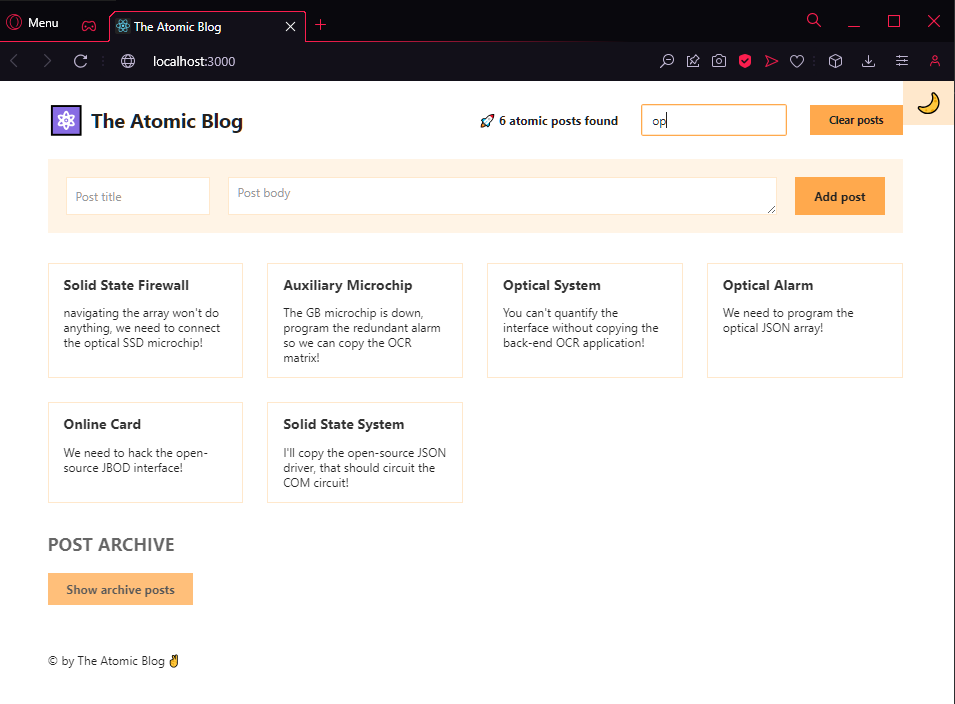 Menu
The Atomic Blog
localhost:3000
The Atomic Blog
🚀 6 atomic posts found
op
Clear posts
Post title
Post body
Add post
Solid State Firewall
navigating the array won't do
anything, we need to connect
the optical SSD microchip!
Auxiliary Microchip
The GB microchip is down,
program the redundant alarm
so we can copy the OCR
matrix!
Optical System
You can't quantify the
interface without copying the
back-end OCR application!
Optical Alarm
We need to program the
optical JSON array!
Online Card
We need to hack the open-
source JBOD interface!
Solid State System
I'll copy the open-source JSON
driver, that should circuit the
COM circuit!
POST ARCHIVE
Show archive posts
© by The Atomic Blog ✌️